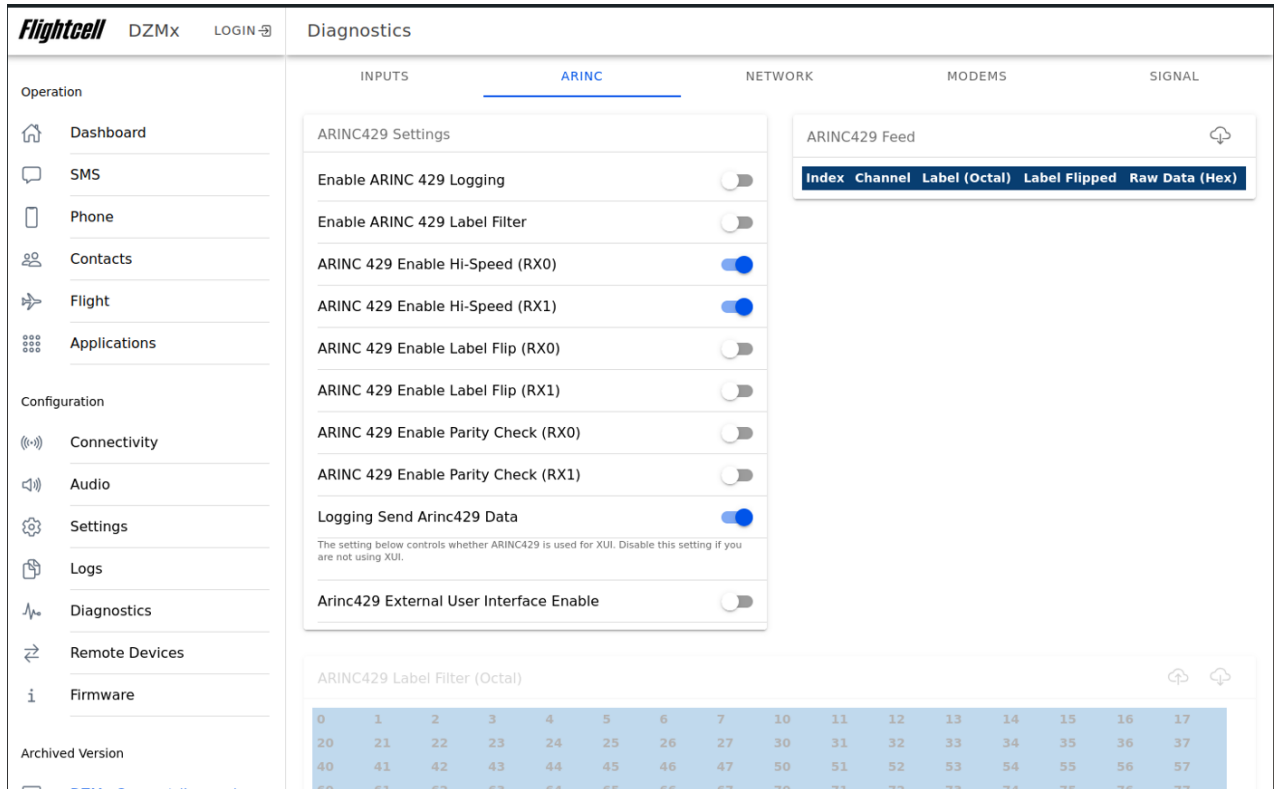 Flightcell DZMx LOGIN
Diagnostics
INPUTS ARINC NETWORK MODEMS SIGNAL
Operation
Dashboard
SMS
Phone
Contacts
Flight
Applications
Configuration
Connectivity
Audio
Settings
Logs
Diagnostics
Remote Devices
Firmware
Archived Version
ARINC429 Settings
Enable ARINC 429 Logging
Enable ARINC 429 Label Filter
ARINC 429 Enable Hi-Speed (RX0)
ARINC 429 Enable Hi-Speed (RX1)
ARINC 429 Enable Label Flip (RX0)
ARINC 429 Enable Label Flip (RX1)
ARINC 429 Enable Parity Check (RX0)
ARINC 429 Enable Parity Check (RX1)
Logging Send Arinc429 Data
The setting below controls whether ARINC429 is used for XUI. Disable this setting if you
are not using XUI.
Arinc429 External User Interface Enable
ARINC429 Feed
Index Channel Label (Octal) Label Flipped Raw Data (Hex)
ARINC429 Label Filter (Octal)
0 1 2 3 4 5 6 7 10 11 12 13 14 15 16 17
20 21 22 23 24 25 26 27 30 31 32 33 34 35 36 37
40 41 42 43 44 45 46 47 50 51 52 53 54 55 56 57